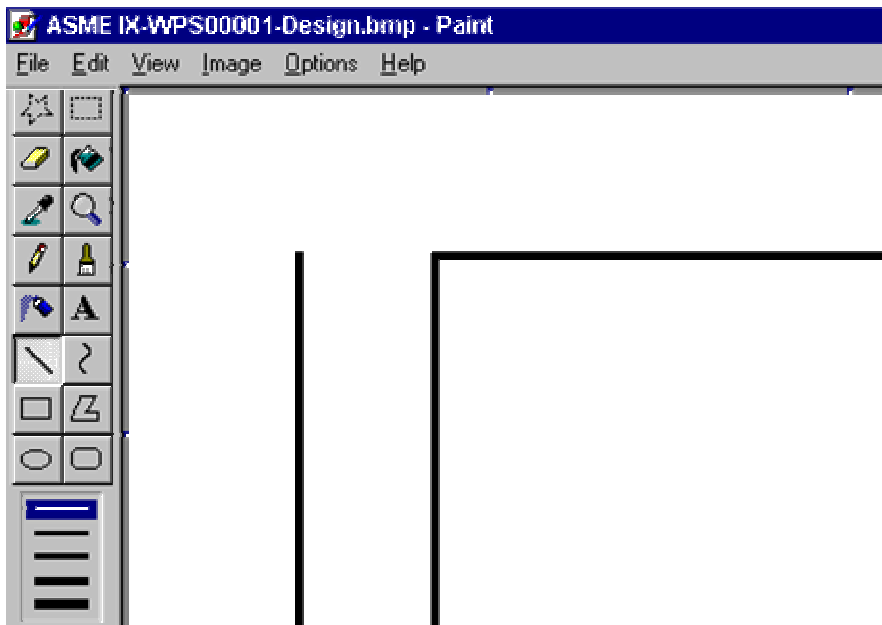 ASME IX-WPS00001-Design.bmp - Paint
File Edit View Image Options Help
A